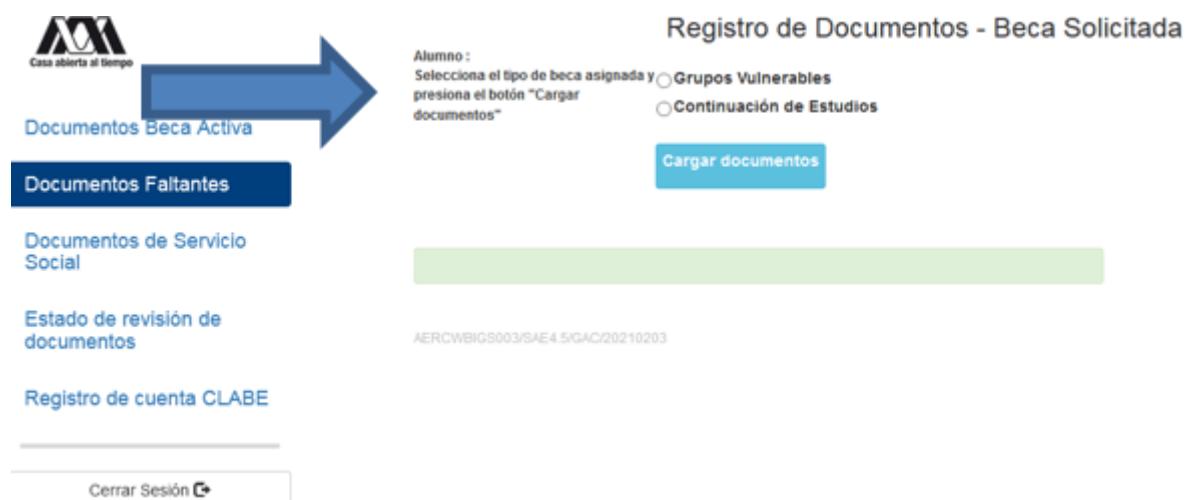 Casa abierta al tiempo
Documentos Beca Activa
Documentos Faltantes
Documentos de Servicio
Social
Estado de revisión de
documentos
Registro de cuenta CLABE
Cerrar Sesión
Registro de Documentos - Beca Solicitada
Alumno :
Selecciona el tipo de beca asignada y
presiona el botón "Cargar
documentos"
Grupos Vulnerables
Continuación de Estudios
Cargar documentos
AERCWBIGS003/SAE4.5/GAC/20210203